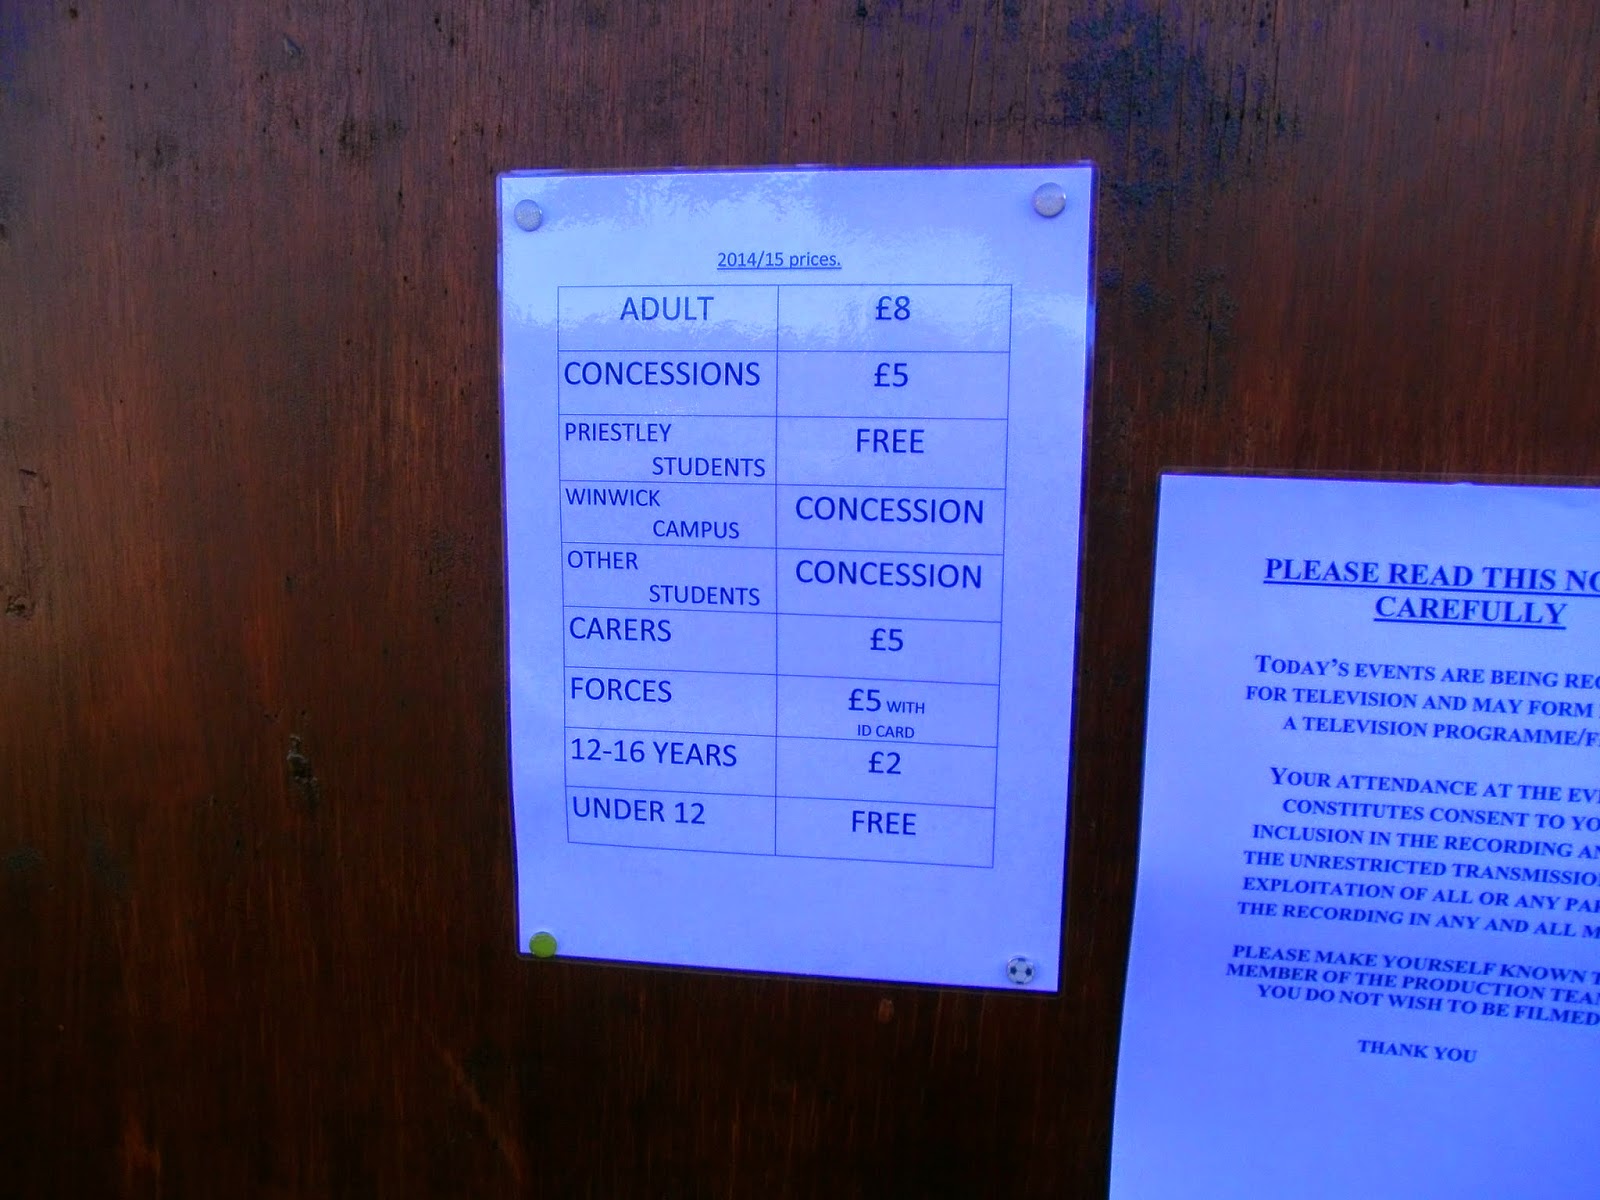 2014/15 prices.
ADULT £8
CONCESSIONS £5
PRIESTLEY
STUDENTS FREE
WINWICK
CAMPUS CONCESSION
OTHER
STUDENTS CONCESSION
CARERS £5
FORCES £5 WITH
ID CARD
12-16 YEARS £2
UNDER 12 FREE
PLEASE READ THIS
CAREFULLY
TODAY'S EVENTS ARE BEING
FOR TELEVISION AND MAY FORM
A TELEVISION PROGRAMME/
YOUR ATTENDANCE AT THE
CONSTITUTES CONSENT TO
INCLUSION IN THE RECORDING
THE UNRESTRICTED
EXPLOITATION OF ALL OR ANY
THE RECORDING IN ANY AND ALL
PLEASE MAKE YOURSELF KNOWN
MEMBER OF THE PRODUCTION
YOU DO NOT WISH TO BE FILMED
THANK YOU